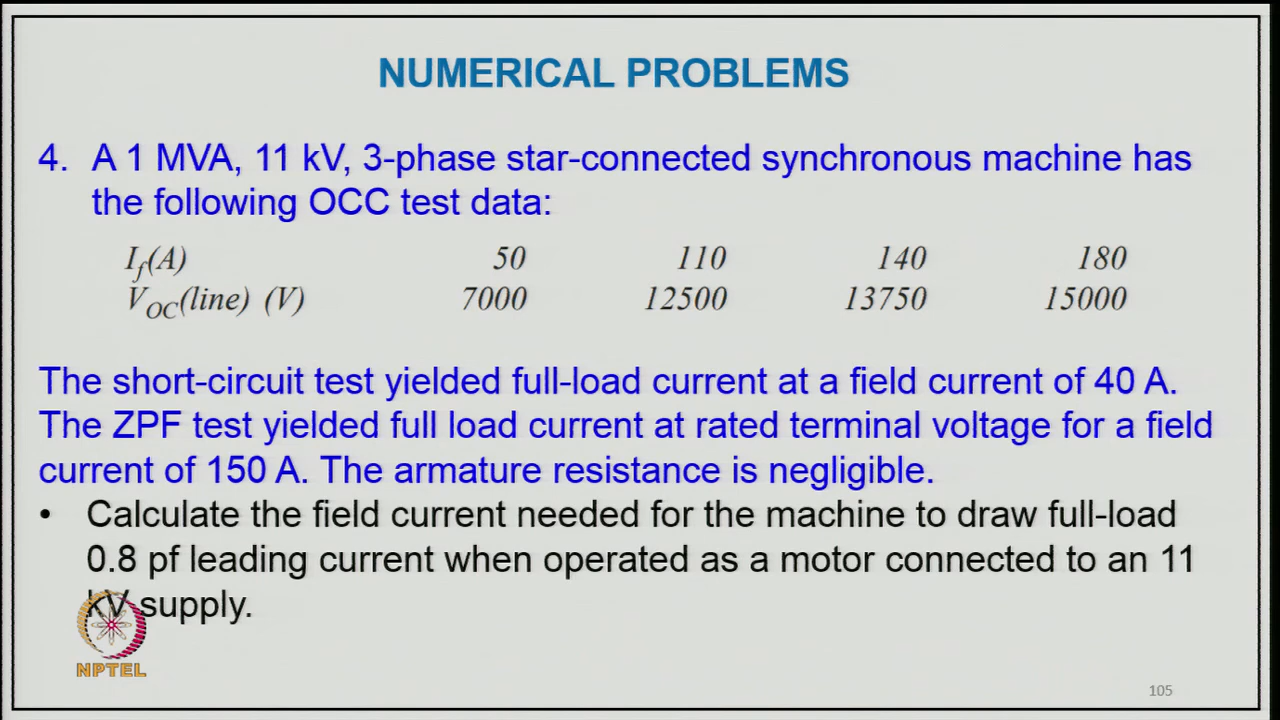 NUMERICAL PROBLEMS
4. A 1 MVA, 11 kV, 3-phase star-connected synchronous machine has
the following OCC test data:
If(A) 50 110 140 180
VOC(line) (V) 7000 12500 13750 15000
The short-circuit test yielded full-load current at a field current of 40 A.
The ZPF test yielded full load current at rated terminal voltage for a field
current of 150 A. The armature resistance is negligible.
• Calculate the field current needed for the machine to draw full-load
0.8 pf leading current when operated as a motor connected to an 11
kV supply.
NPTEL
105